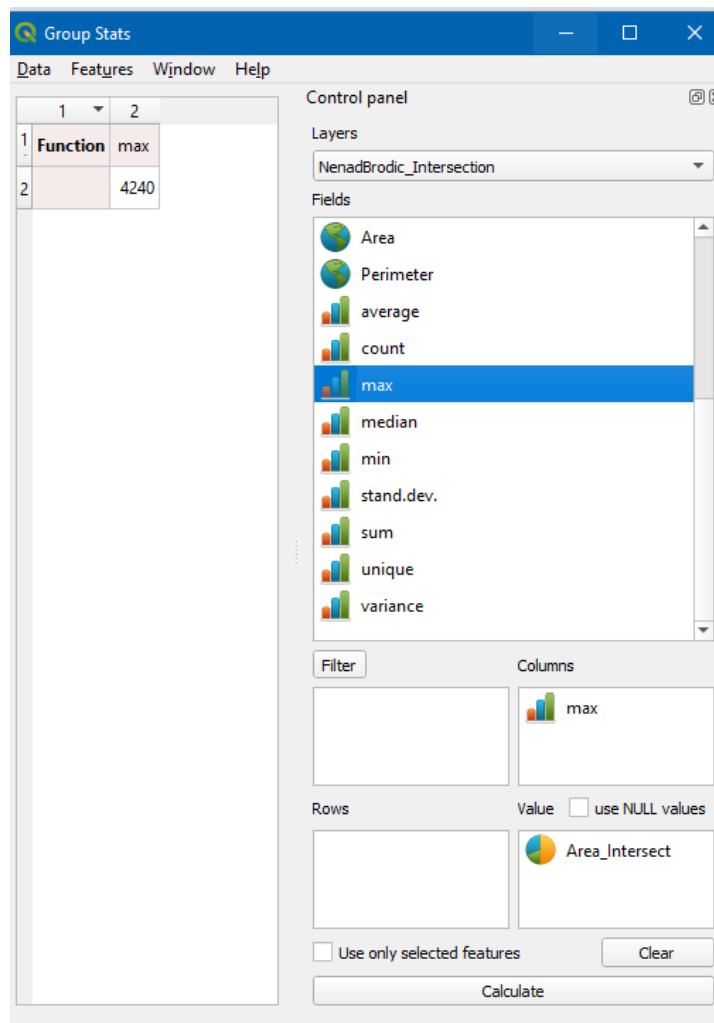 Group Stats
Data Features Window Help
1 2
1 Function max
2 4240
Control panel
Layers
NenadBrodic_Intersection
Fields
Area
Perimeter
average
count
max
median
min
stand.dev.
sum
unique
variance
Filter
Columns
max
Rows
Value use NULL values
Area_Intersect
Use only selected features
Clear
Calculate